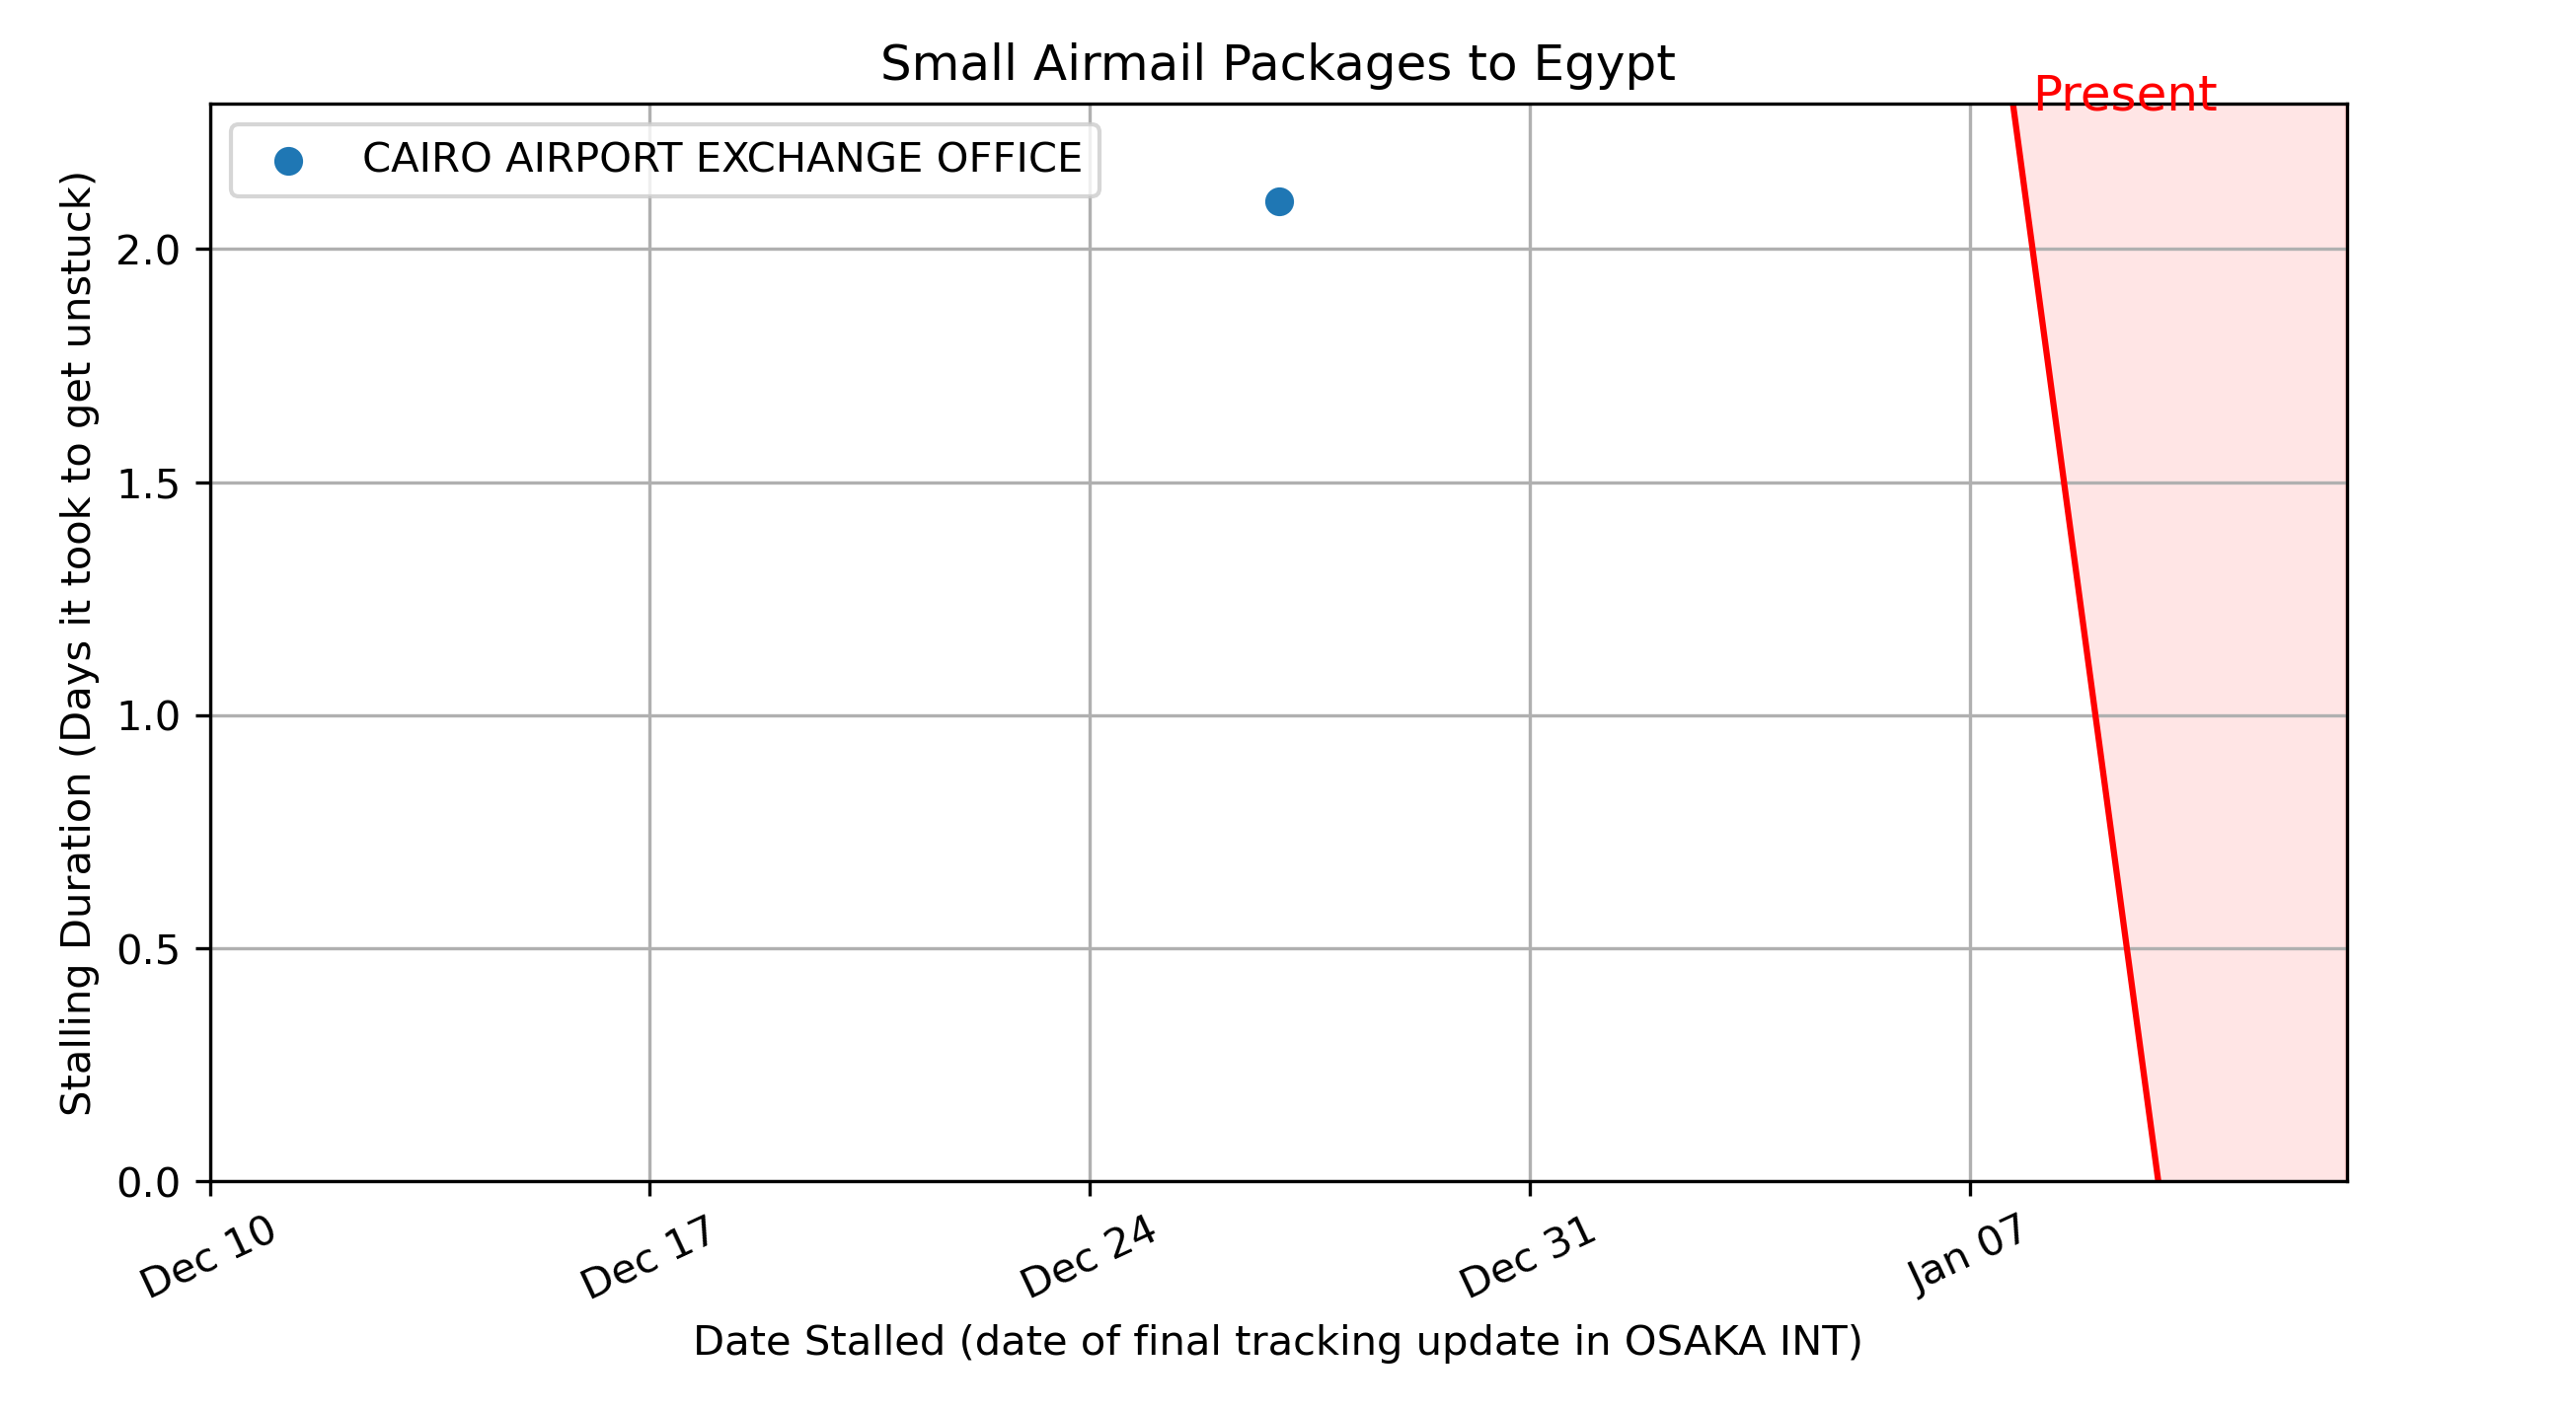 Small Airmail Packages to Egypt
Present
CAIRO AIRPORT EXCHANGE OFFICE
Stalling Duration (Days it took to get unstuck)
2.0
1.5
1.0
0.5
0.0
Dec 10
Dec 17
Dec 24
Dec 31
Jan 07
Date Stalled (date of final tracking update in OSAKA INT)